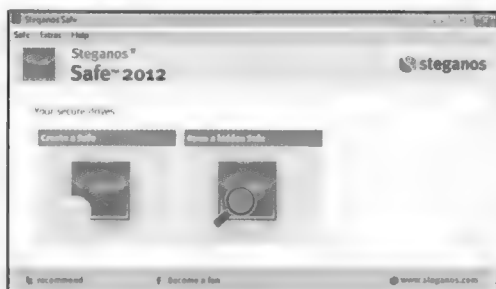 Steganos Safe
Safe Extras Help
Steganos®
Safe™ 2012
steganos
Your secure drives
Create a Safe
Open a hidden Safe
recommend
Become a fan
www.steganos.com